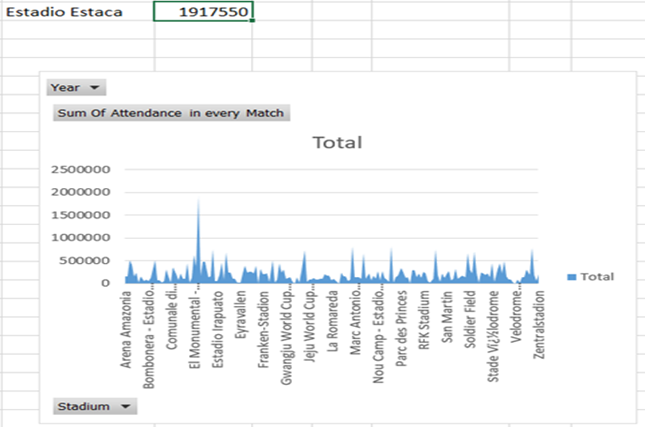 Estadio Estaca 1917550
Year
Sum Of Attendance in every Match
Total
2500000
2000000
1500000
1000000
500000
0
Total
Arena Amazonia
Bombonera - Estadio...
Comunale di...
El Monumental -...
Estadio Irapuato
Eyravallen
Franken-Stadion
Gwangju World Cup...
Jeju World Cup...
La Romareda
Marc Antonio...
Nou Camp - Estadio...
Parc des Princes
RFK Stadium
San Martin
Soldier Field
Stade Vï¿½lodrome
Velodrome...
Zentralstadion
Stadium